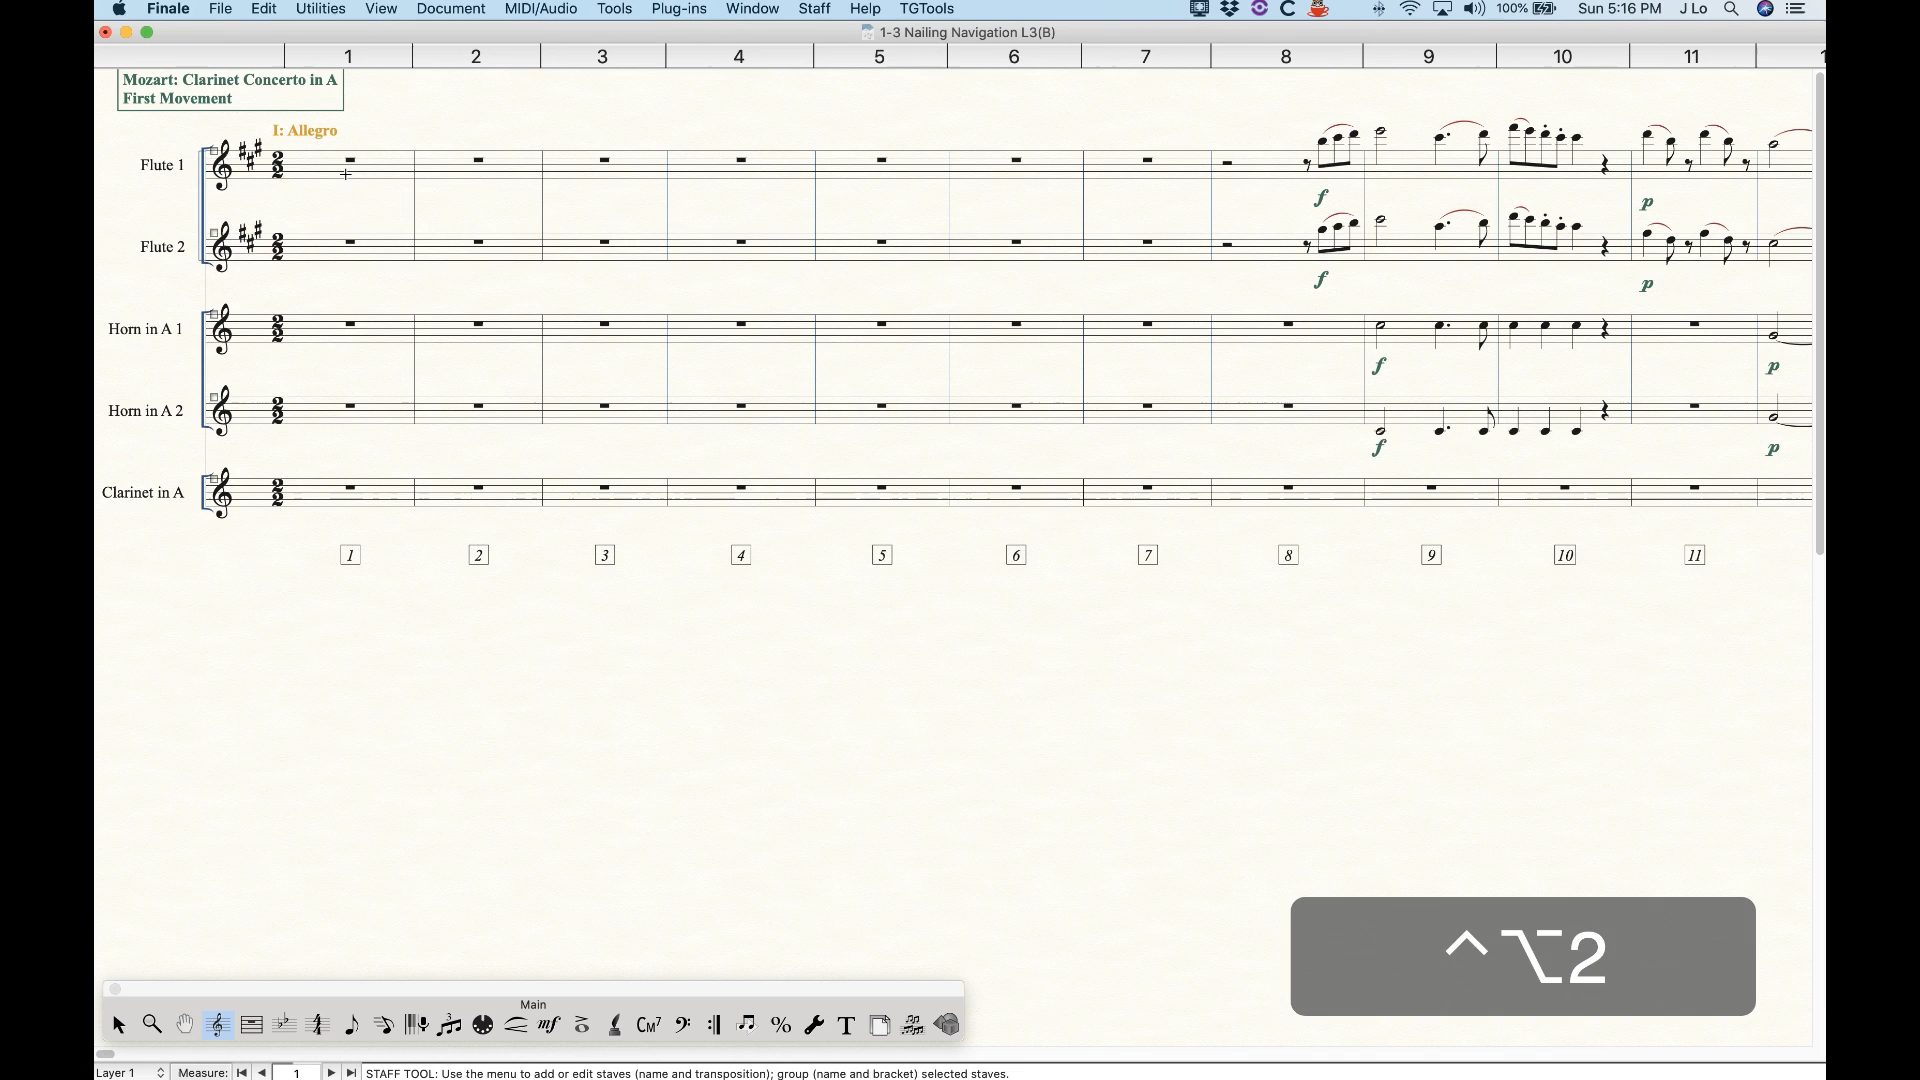 Finale File Edit Utilities View Document MIDI/Audio Tools Plug-ins Window Staff Help TGTools 100% Sun 5:16 PM J Lo
1-3 Nailing Navigation L3(B)
1 2 3 4 5 6 7 8 9 10 11 1
Mozart: Clarinet Concerto in A
First Movement
I: Allegro
Flute 1
f p
Flute 2
f p
Horn in A 1
f p
Horn in A 2
f p
Clarinet in A
1 2 3 4 5 6 7 8 9 10 11
⌃⌥2
Main
mf CM7 % T
Layer 1 Measure: 1 STAFF TOOL: Use the menu to add or edit staves (name and transposition); group (name and bracket) selected staves.